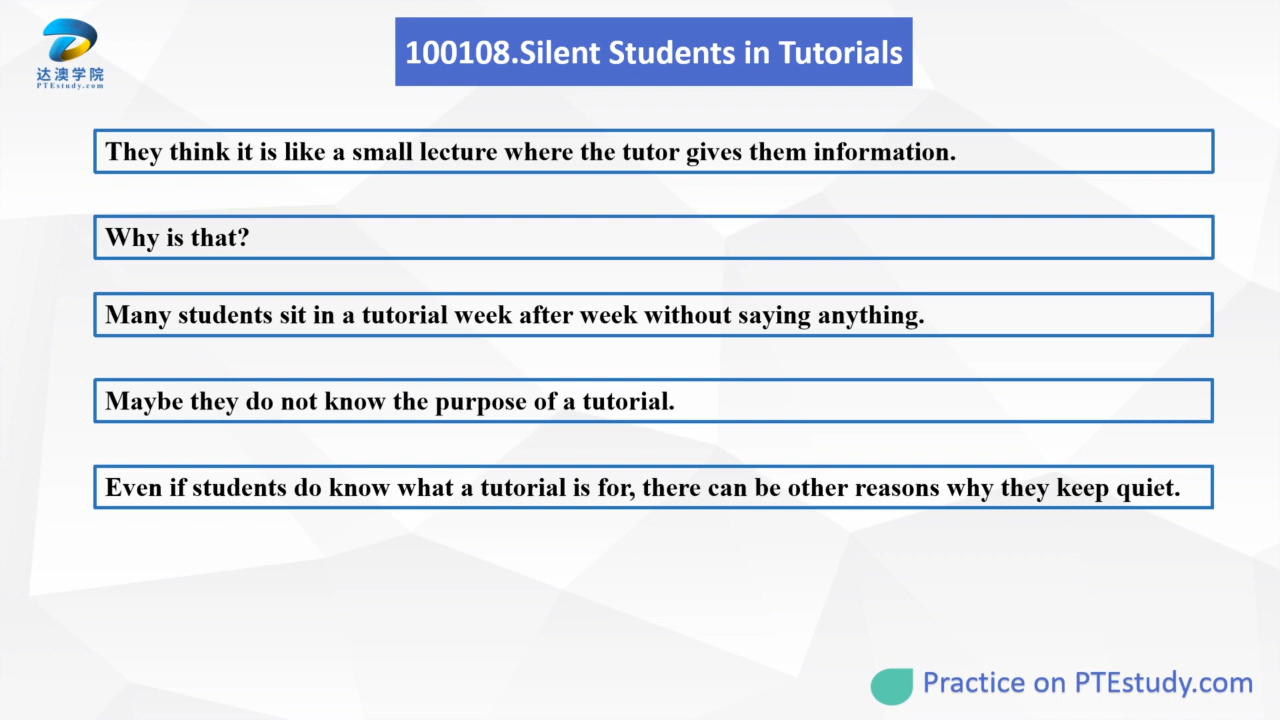 达澳学院
PTEstudy.com
100108.Silent Students in Tutorials
They think it is like a small lecture where the tutor gives them information.
Why is that?
Many students sit in a tutorial week after week without saying anything.
Maybe they do not know the purpose of a tutorial.
Even if students do know what a tutorial is for, there can be other reasons why they keep quiet.
Practice on PTEstudy.com